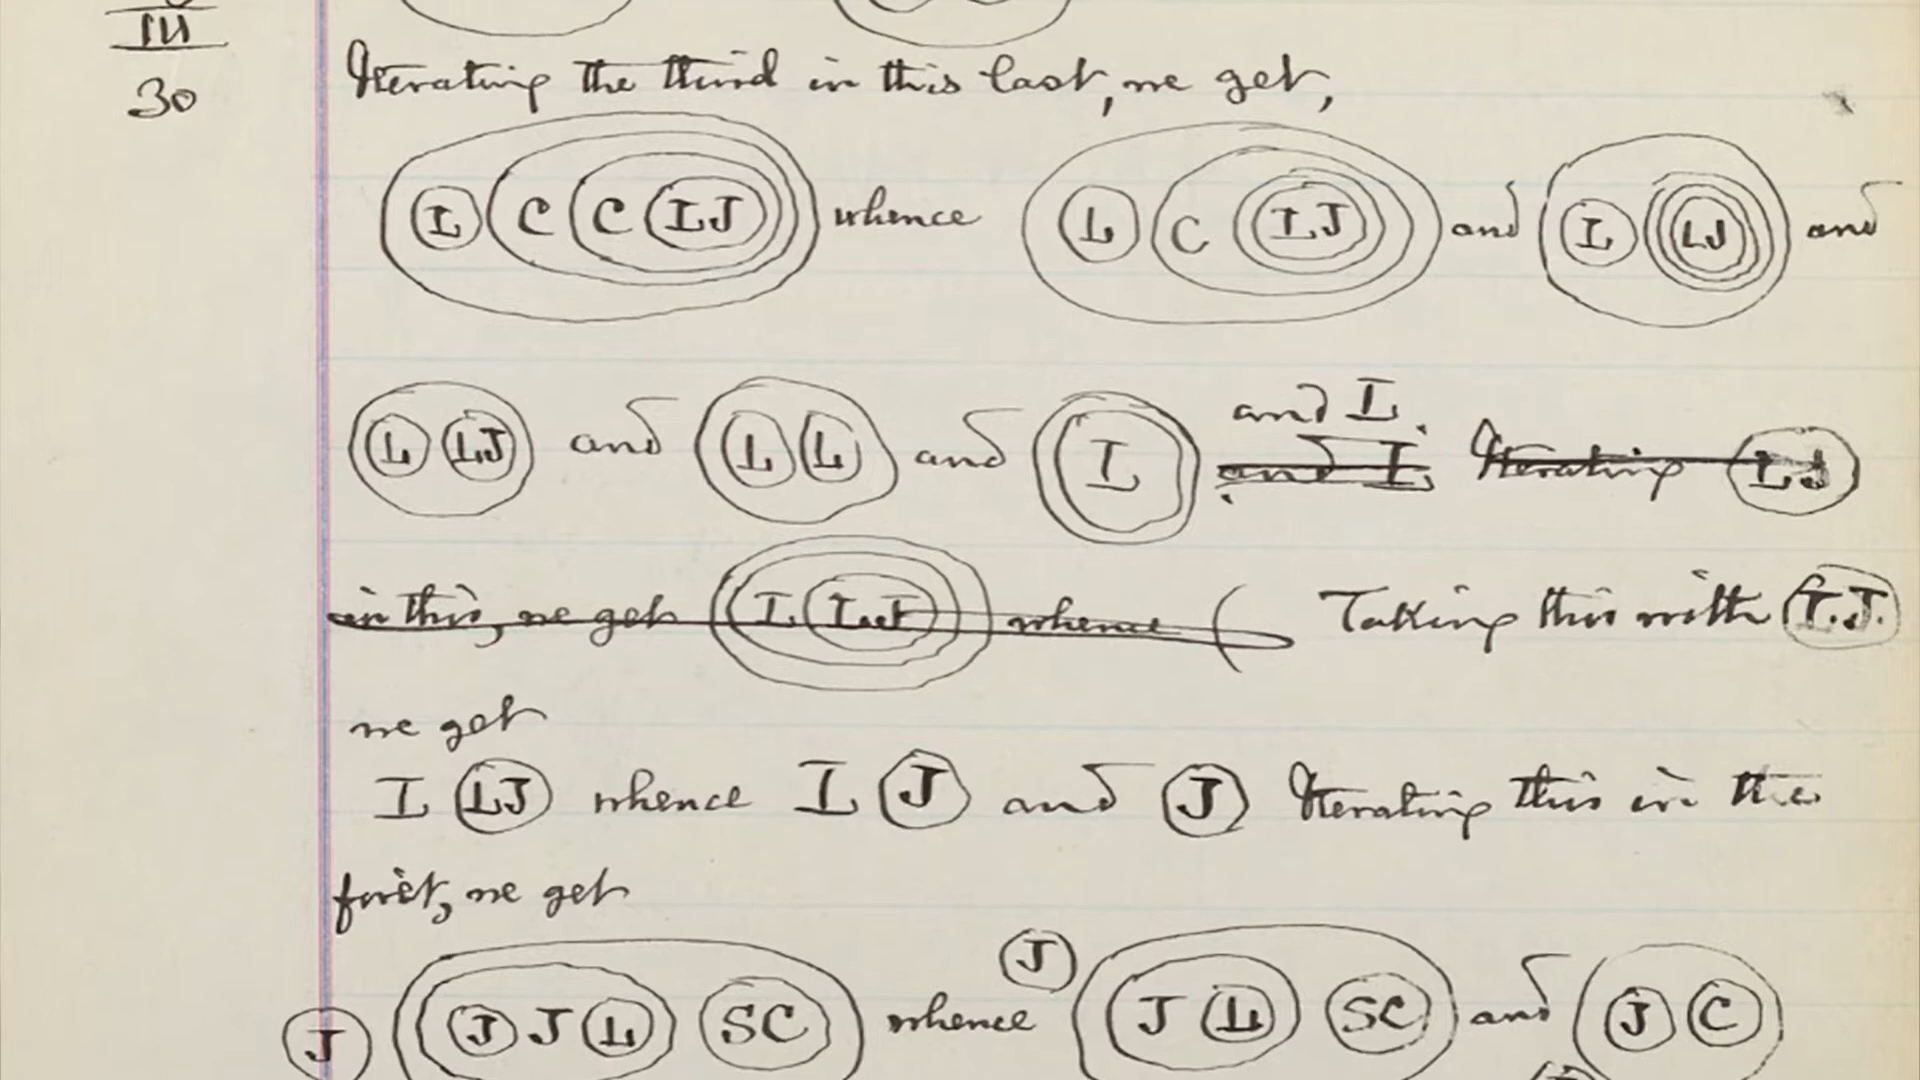 III
30
Iterating the third in this last, we get,
L C C LJ whence L C LJ and L LJ and
L LJ and L L and L and L.
and L Iterating LJ
in this, we get L LJ whence ( Taking this with L.J.
we get
L LJ whence L J and J Iterating this in the
first, we get
J J J L SC whence J J L SC and J C